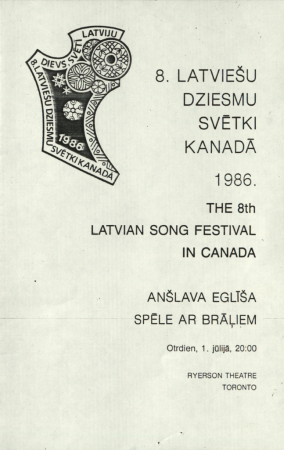 DIEVS SVĒTĪ LATVIJU
8. LATVIEŠU DZIESMU
SVĒTKI KANADĀ
1986
8. LATVIEŠU
DZIESMU
SVĒTKI
KANADĀ
1986.
THE 8th
LATVIAN SONG FESTIVAL
IN CANADA
ANŠLAVA EGLĪŠA
SPĒLE AR BRĀĻIEM
Otrdien, 1. jūlijā, 20:00
RYERSON THEATRE
TORONTO